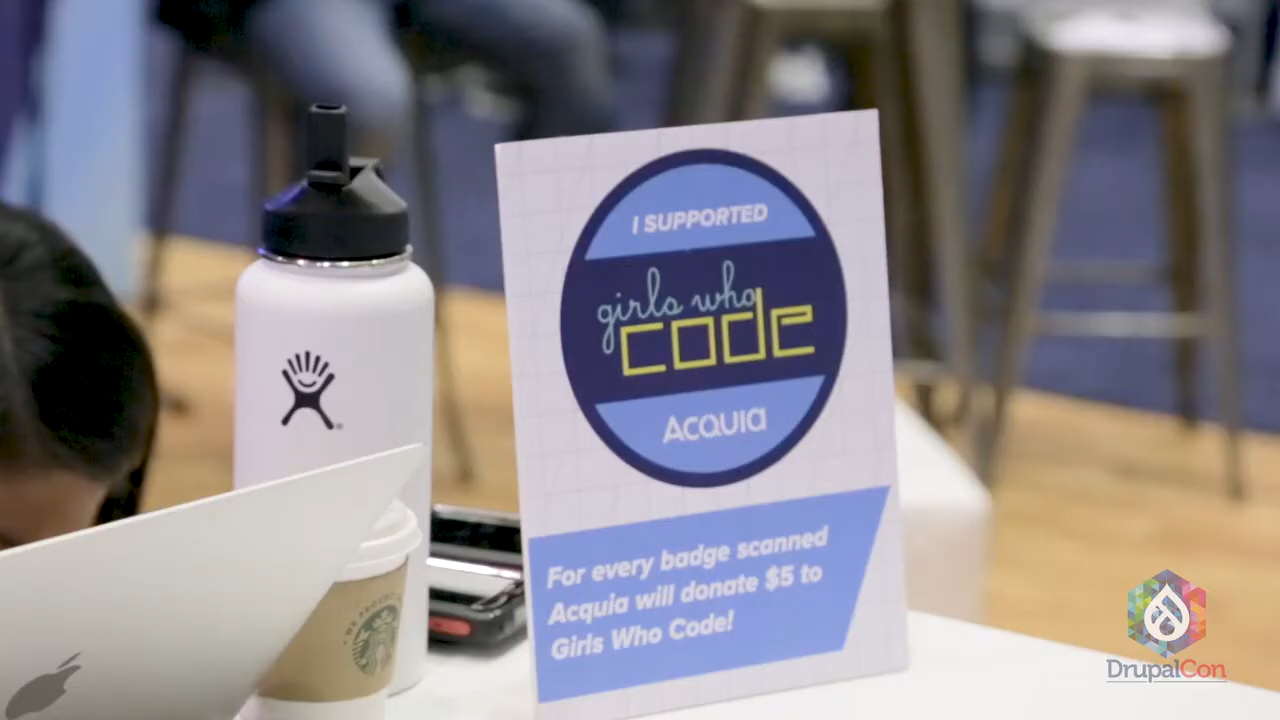 I SUPPORTED
girls who
code
ACQUIA
For every badge scanned
Acquia will donate $5 to
Girls Who Code!
DrupalCon